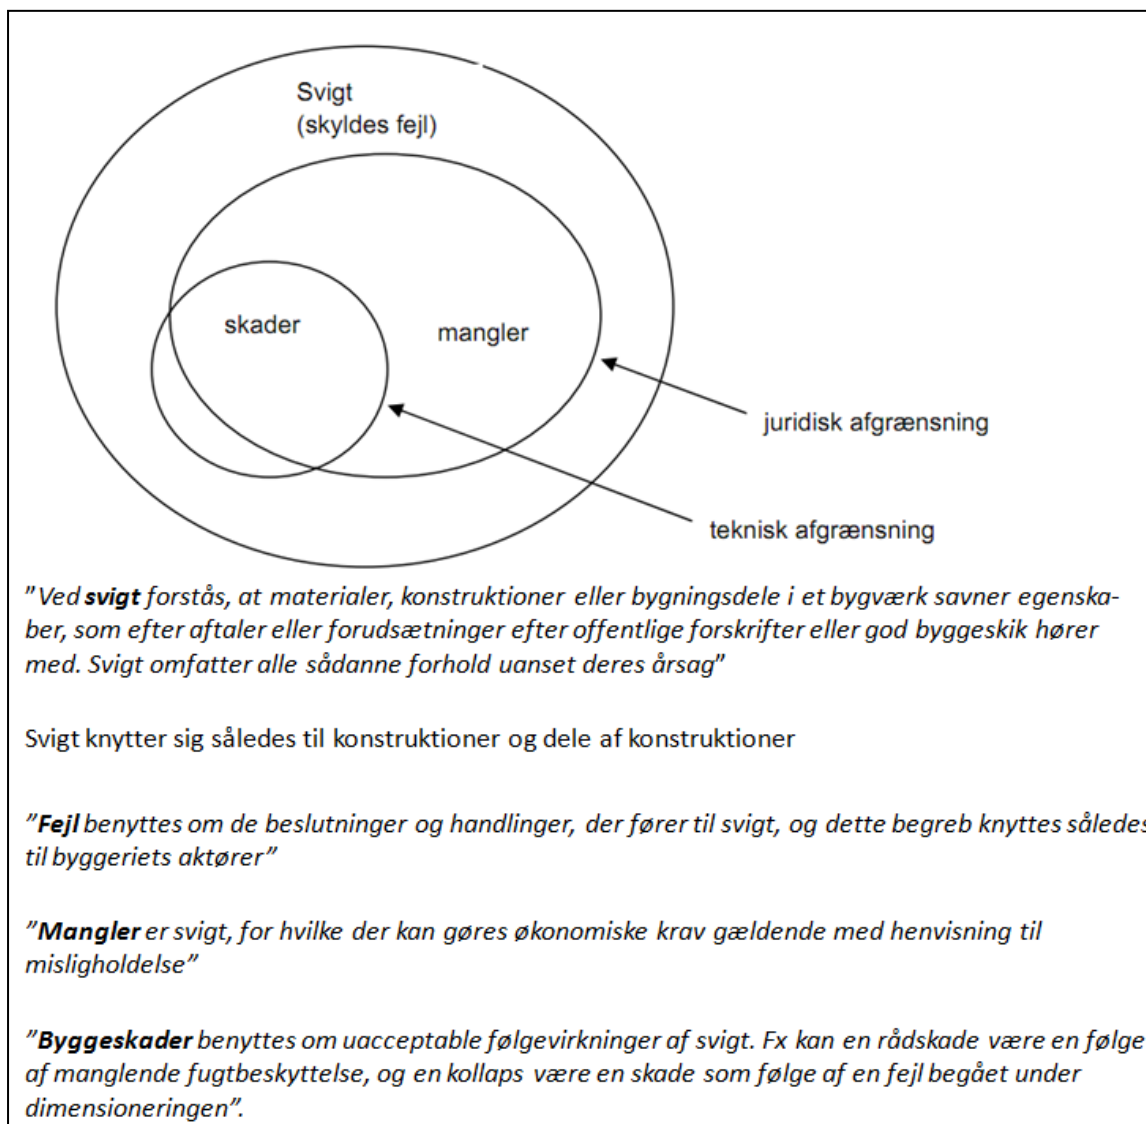 Svigt
(skyldes fejl)
skader
mangler
juridisk afgrænsning
teknisk afgrænsning
"Ved svigt forstås, at materialer, konstruktioner eller bygningsdele i et bygværk savner egenska-
ber, som efter aftaler eller forudsætninger efter offentlige forskrifter eller god byggeskik hører
med. Svigt omfatter alle sådanne forhold uanset deres årsag"
Svigt knytter sig således til konstruktioner og dele af konstruktioner
"Fejl benyttes om de beslutninger og handlinger, der fører til svigt, og dette begreb knyttes således
til byggeriets aktører"
"Mangler er svigt, for hvilke der kan gøres økonomiske krav gældende med henvisning til
misligholdelse"
"Byggeskader benyttes om uacceptable følgevirkninger af svigt. Fx kan en rådskade være en følge
af manglende fugtbeskyttelse, og en kollaps være en skade som følge af en fejl begået under
dimensioneringen".